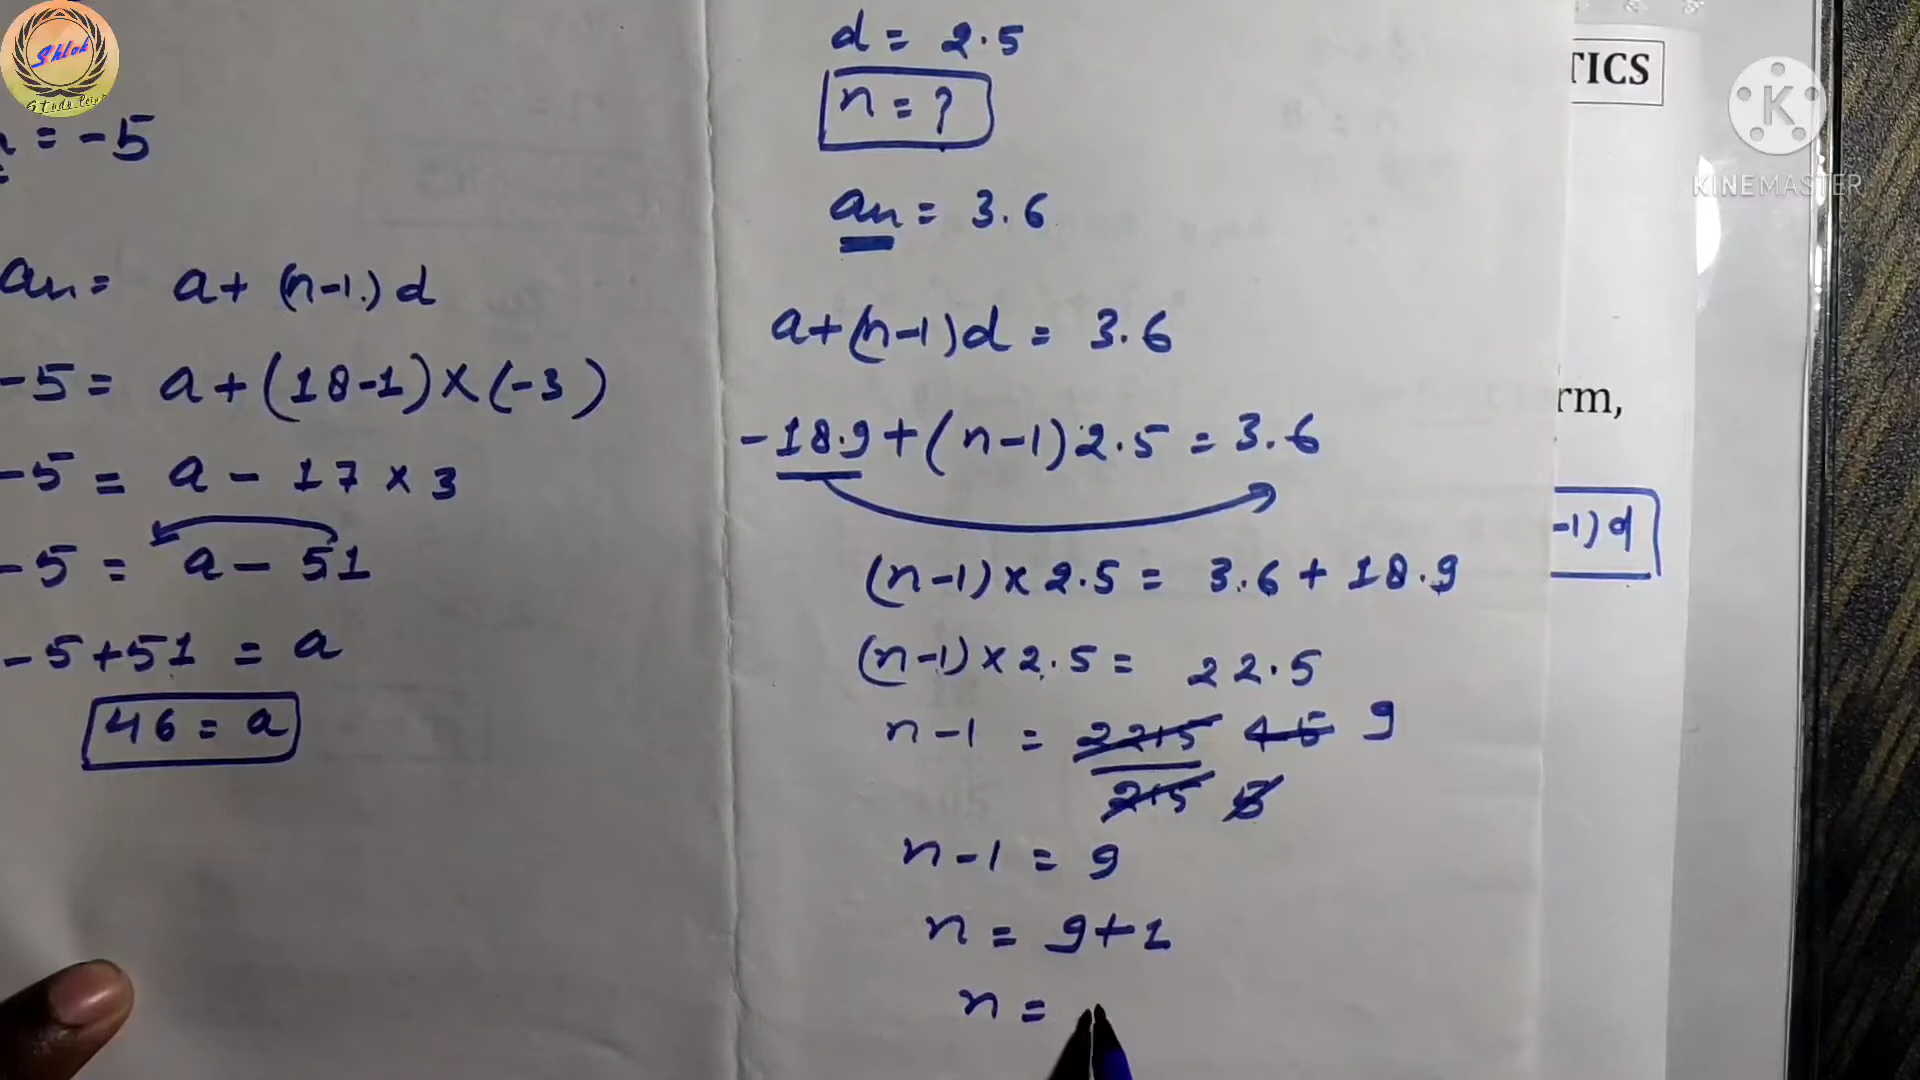 Shlok
Study Point
= -5
an = a + (n-1) d
-5 = a + (18-1) × (-3)
-5 = a - 17 × 3
-5 = a - 51
-5 + 51 = a
46 = a
d = 2.5
n = ?
an = 3.6
a + (n-1) d = 3.6
-18.9 + (n-1) 2.5 = 3.6
(n-1) × 2.5 = 3.6 + 18.9
(n-1) × 2.5 = 22.5
n-1 = 22.5 45 9
2.5 5
n-1 = 9
n = 9+1
n =
TICS
rm,
-1) d
K
KINEMASTER